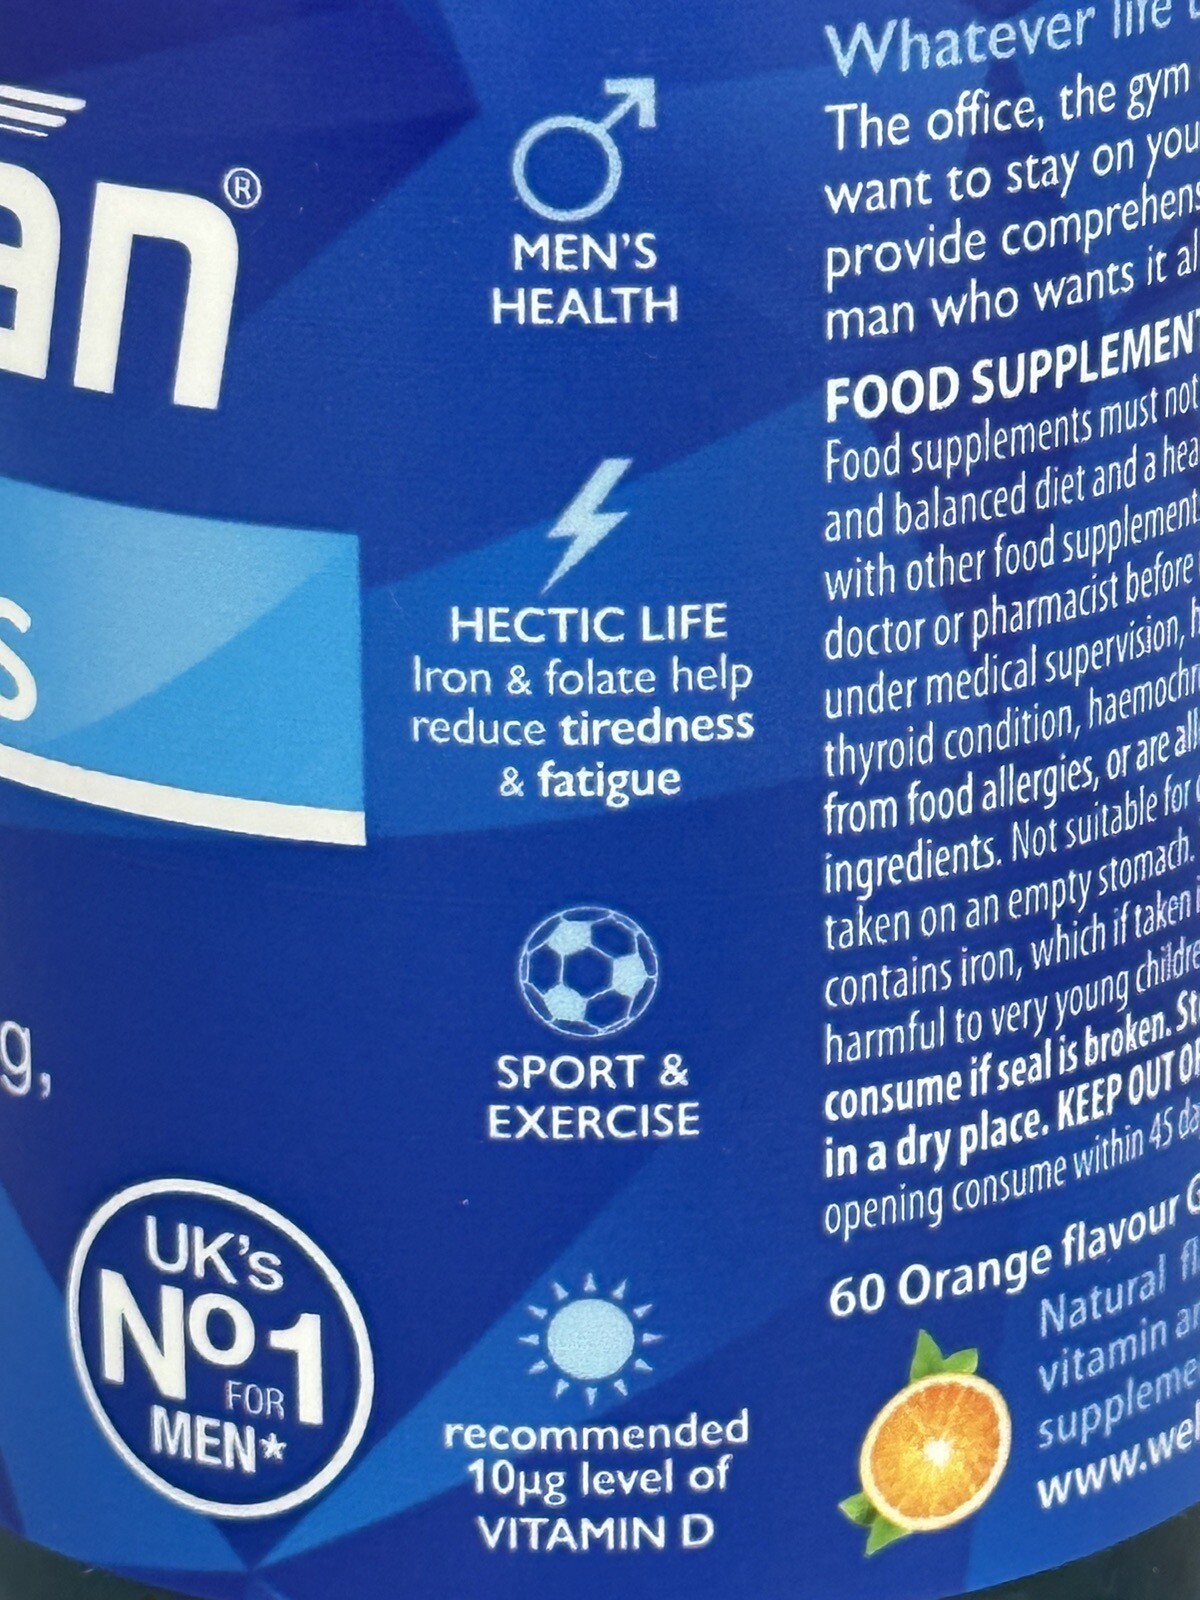 an®
s
g,
UK's
No1
FOR
MEN*
MEN'S
HEALTH
HECTIC LIFE
Iron & folate help
reduce tiredness
& fatigue
SPORT &
EXERCISE
recommended
10µg level of
VITAMIN D
Whatever life
The office, the gym
want to stay on you
provide comprehens
man who wants it al
FOOD SUPPLEMENT
Food supplements must not
and balanced diet and a hea
with other food supplement
doctor or pharmacist before
under medical supervision, h
thyroid condition, haemochr
from food allergies, or are all
ingredients. Not suitable for
taken on an empty stomach.
contains iron, which if taken i
harmful to very young childre
consume if seal is broken. St
in a dry place. KEEP OUT OF
opening consume within 45 da
60 Orange flavour G
Natural fl
vitamin a
suppleme
www.wel